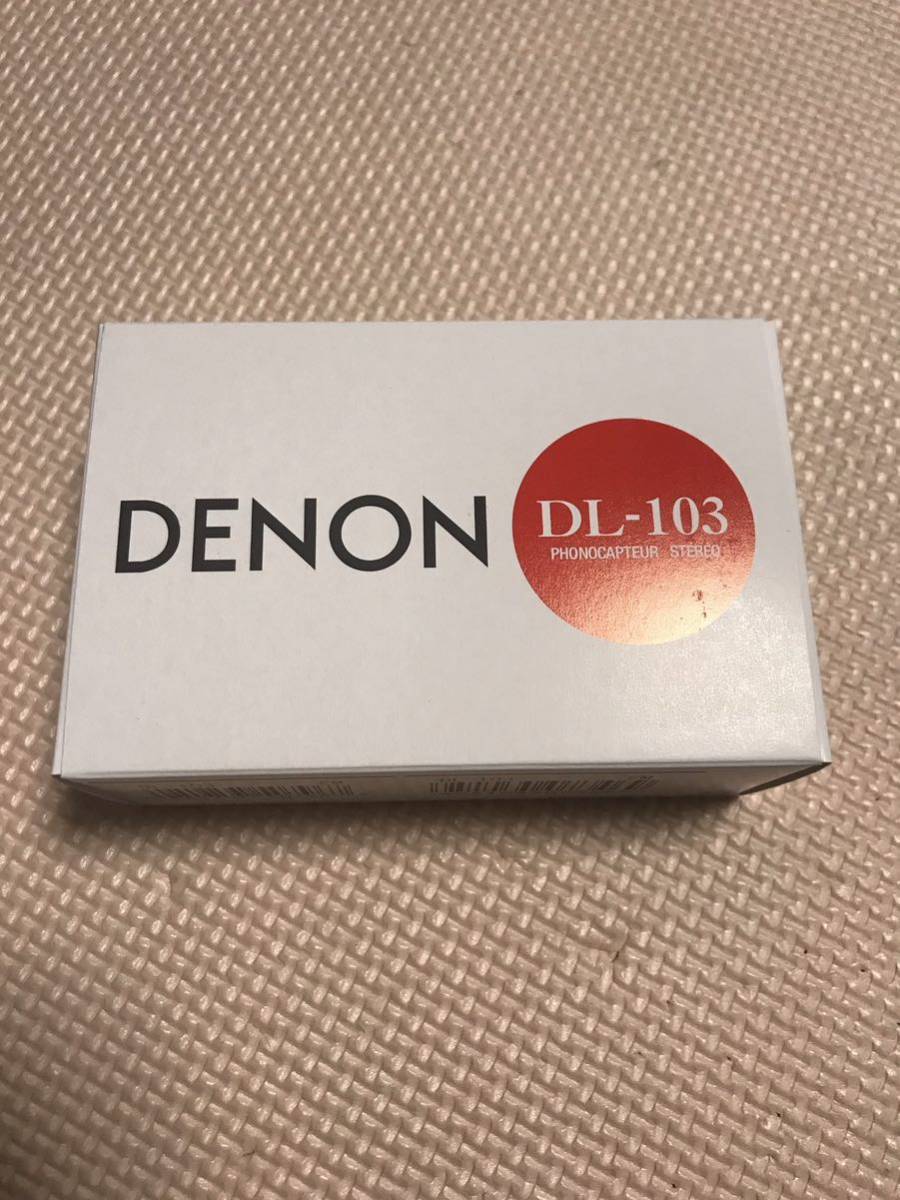 DENON
DL-103
PHONOCAPTEUR STEREO